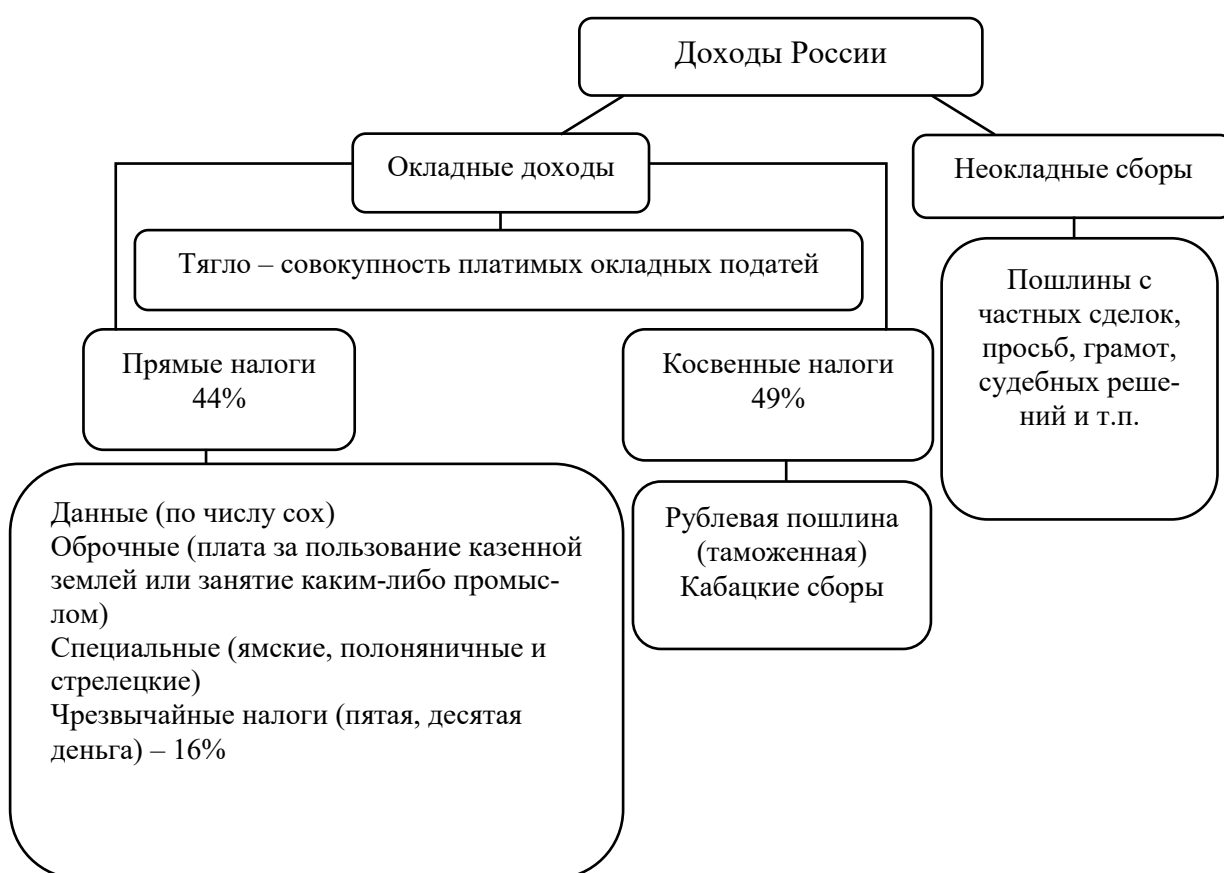 Доходы России
Окладные доходы
Неокладные сборы
Тягло – совокупность платимых окладных податей
Пошлины с
частных сделок,
просьб, грамот,
судебных реше-
ний и т.п.
Прямые налоги
44%
Косвенные налоги
49%
Данные (по числу сох)
Оброчные (плата за пользование казенной
землей или занятие каким-либо промыс-
лом)
Специальные (ямские, полоняничные и
стрелецкие)
Чрезвычайные налоги (пятая, десятая
деньга) – 16%
Рублевая пошлина
(таможенная)
Кабацкие сборы